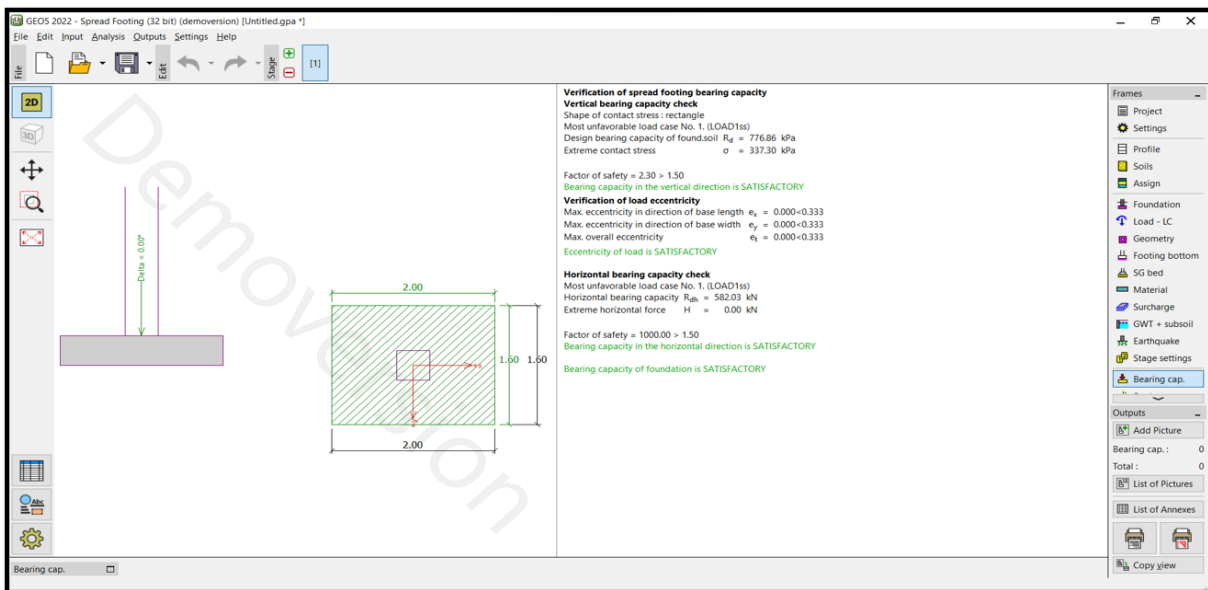 GEO5 2022 - Spread Footing (32 bit) (demoversion) [Untitled.gpa *]
File Edit Input Analysis Outputs Settings Help
File
Edit
Stage
[1]
2D
3D
Demoversion
Delta = 0.00°
2.00
1.60 1.60
+x
2.00
Verification of spread footing bearing capacity
Vertical bearing capacity check
Shape of contact stress : rectangle
Most unfavorable load case No. 1. (LOAD1ss)
Design bearing capacity of found.soil Rd = 776.86 kPa
Extreme contact stress σ = 337.30 kPa
Factor of safety = 2.30 > 1.50
Bearing capacity in the vertical direction is SATISFACTORY
Verification of load eccentricity
Max. eccentricity in direction of base length ex = 0.000<0.333
Max. eccentricity in direction of base width ey = 0.000<0.333
Max. overall eccentricity et = 0.000<0.333
Eccentricity of load is SATISFACTORY
Horizontal bearing capacity check
Most unfavorable load case No. 1. (LOAD1ss)
Horizontal bearing capacity Rdh = 582.03 kN
Extreme horizontal force H = 0.00 kN
Factor of safety = 1000.00 > 1.50
Bearing capacity in the horizontal direction is SATISFACTORY
Bearing capacity of foundation is SATISFACTORY
Frames
Project
Settings
Profile
Soils
Assign
Foundation
Load - LC
Geometry
Footing bottom
SG bed
Material
Surcharge
GWT + subsoil
Earthquake
Stage settings
Bearing cap.
Outputs
Add Picture
Bearing cap. : 0
Total : 0
List of Pictures
List of Annexes
Copy view
Abc
Bearing cap.